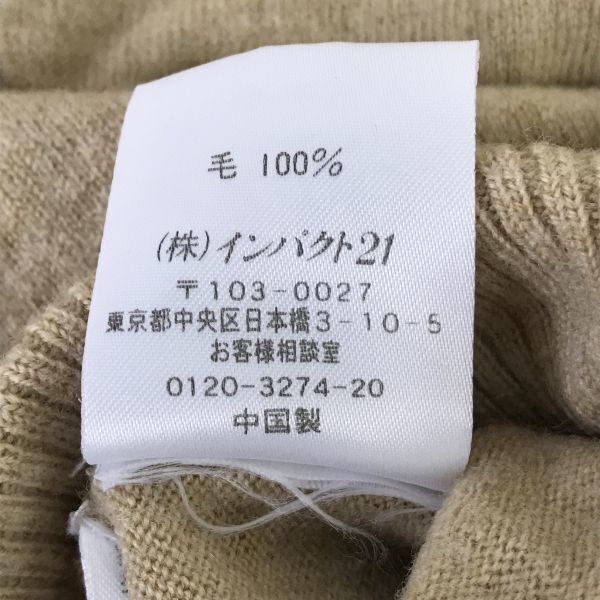 毛 100%
(株)インパクト21
〒103-0027
東京都中央区日本橋3-10-5
お客様相談室
0120-3274-20
中国製